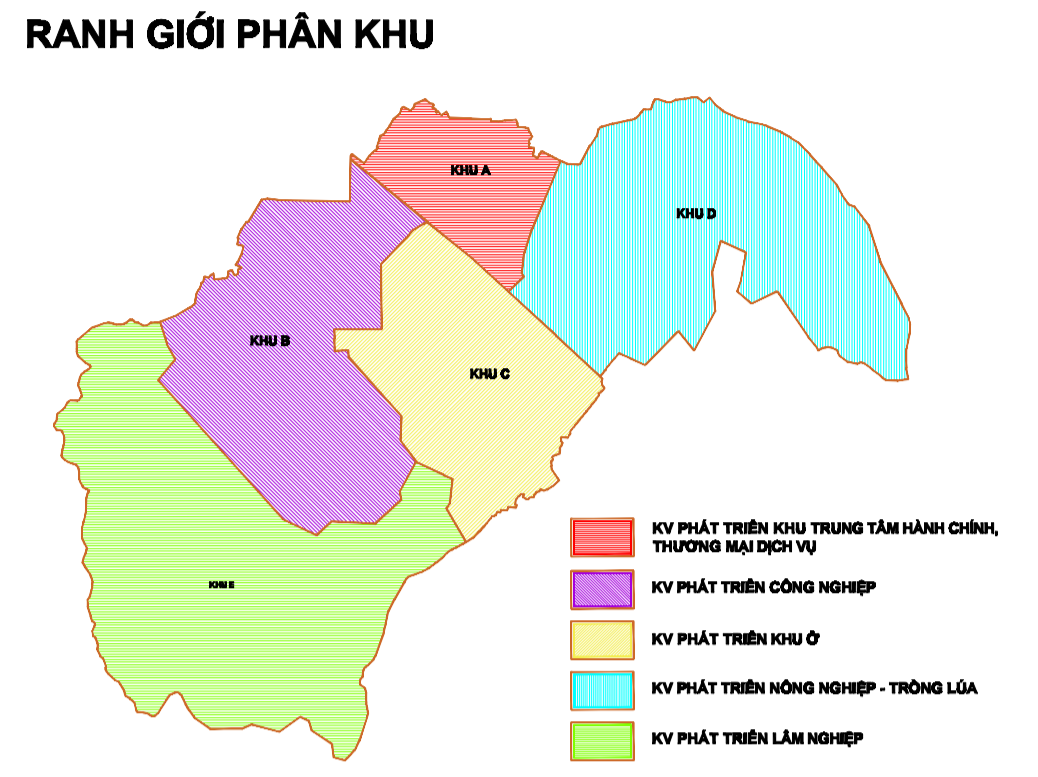 RANH GIỚI PHÂN KHU
KHU A
KHU D
KHU B
KHU C
KHU E
KV PHÁT TRIỂN KHU TRUNG TÂM HÀNH CHÍNH,
THƯƠNG MẠI DỊCH VỤ
KV PHÁT TRIỂN CÔNG NGHIỆP
KV PHÁT TRIỂN KHU Ở
KV PHÁT TRIỂN NÔNG NGHIỆP - TRỒNG LÚA
KV PHÁT TRIỂN LÂM NGHIỆP